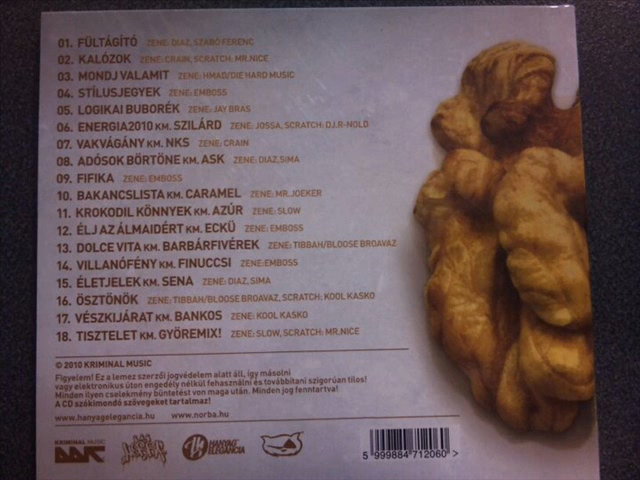 01. FÜLTÁGÍTÓ ZENE: DIAZ, SZABÓ FERENC
02. KALÓZOK ZENE: CRAIN, SCRATCH: MR.NICE
03. MONDJ VALAMIT ZENE: HMAD/DIE HARD MUSIC
04. STÍLUSJEGYEK ZENE: EMBOSS
05. LOGIKAI BUBORÉK ZENE: JAY BRAS
06. ENERGIA2010 KM. SZILÁRD ZENE: JOSSA, SCRATCH: DJ.R-NOLD
07. VAKVÁGÁNY KM. NKS ZENE: CRAIN
08. ADÓSOK BÖRTÖNE KM. ASK ZENE: DIAZ,SIMA
09. FIFIKA ZENE: EMBOSS
10. BAKANCSLISTA KM. CARAMEL ZENE: MR.JOEKER
11. KROKODIL KÖNNYEK KM. AZÚR ZENE: SLOW
12. ÉLJ AZ ÁLMAIDÉRT KM. ECKÜ ZENE: EMBOSS
13. DOLCE VITA KM. BARBÁRFIVÉREK ZENE: TIBBAH/BLOOSE BROAVAZ
14. VILLANÓFÉNY KM. FINUCCSI ZENE:EMBOSS
15. ÉLETJELEK KM. SENA ZENE: DIAZ, SIMA
16. ÖSZTÖNÖK ZENE: TIBBAH/BLOOSE BROAVAZ, SCRATCH: KOOL KASKO
17. VÉSZKIJÁRAT KM. BANKOS ZENE: KOOL KASKO
18. TISZTELET KM. GYÖREMIX! ZENE: SLOW, SCRATCH: MR.NICE
© 2010 KRIMINAL MUSIC
Figyelem! Ez a lemez szerzői jogvédelem alatt áll, így másolni
vagy elektronikus úton engedély nélkül felhasználni és továbbítani szigorúan tilos!
Minden ilyen cselekmény büntetést von maga után. Minden jog fenntartva!
A CD szókimondó szövegeket tartalmaz!
www.hanyagelegancia.hu www.norba.hu
KRIMINAL MUSIC
HANYAG
ELEGANCIA
5 999884 712060 >